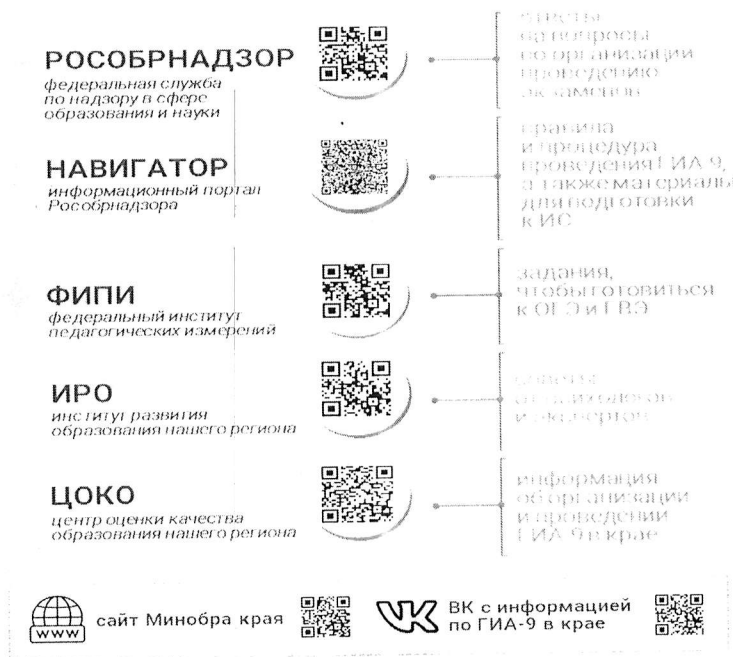 РОСОБРНАДЗОР
федеральная служба
по надзору в сфере
образования и науки
ответы
на вопросы
по организации
проведению
экзаменов
НАВИГАТОР
информационный портал
Рособрнадзора
правила
и процедура
проведения ГИА 9,
а также материалы
для подготовки
к ИС
ФИПИ
федеральный институт
педагогических измерений
задания,
чтобы готовиться
к ОГЭ и ГВЭ
ИРО
институт развития
образования нашего региона
советы
от психологов
и экспертов
ЦОКО
центр оценки качества
образования нашего региона
информация
об организации
и проведении
ГИА 9 в крае
www
сайт Минобра края
ВК с информацией
по ГИА-9 в крае